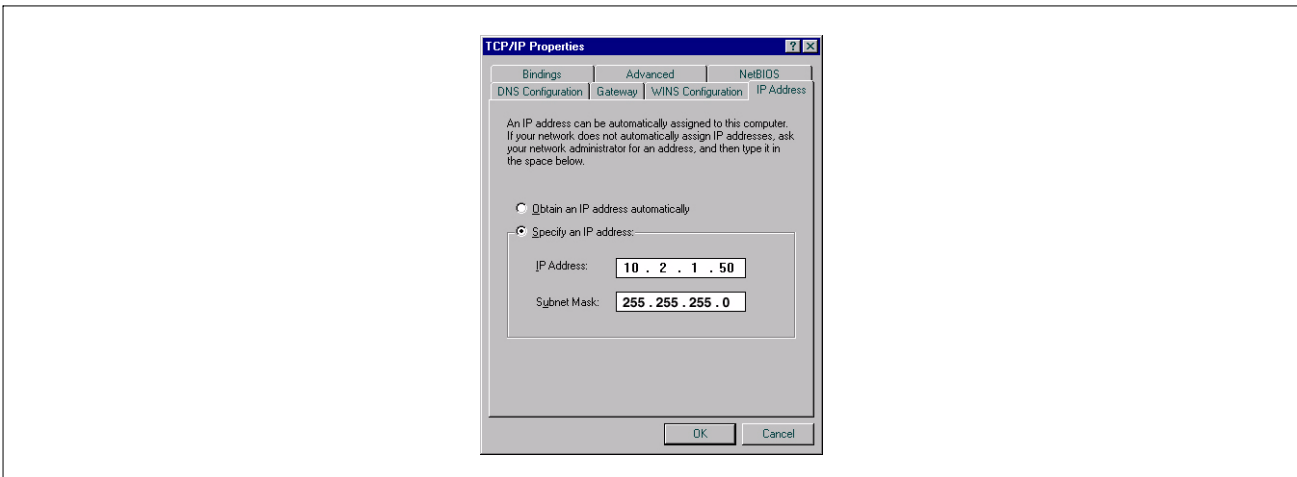 TCP/IP Properties
Bindings Advanced NetBIOS
DNS Configuration Gateway WINS Configuration IP Address
An IP address can be automatically assigned to this computer.
If your network does not automatically assign IP addresses, ask
your network administrator for an address, and then type it in
the space below.
Obtain an IP address automatically
Specify an IP address:
IP Address: 10 . 2 . 1 . 50
Subnet Mask: 255 . 255 . 255 . 0
OK Cancel